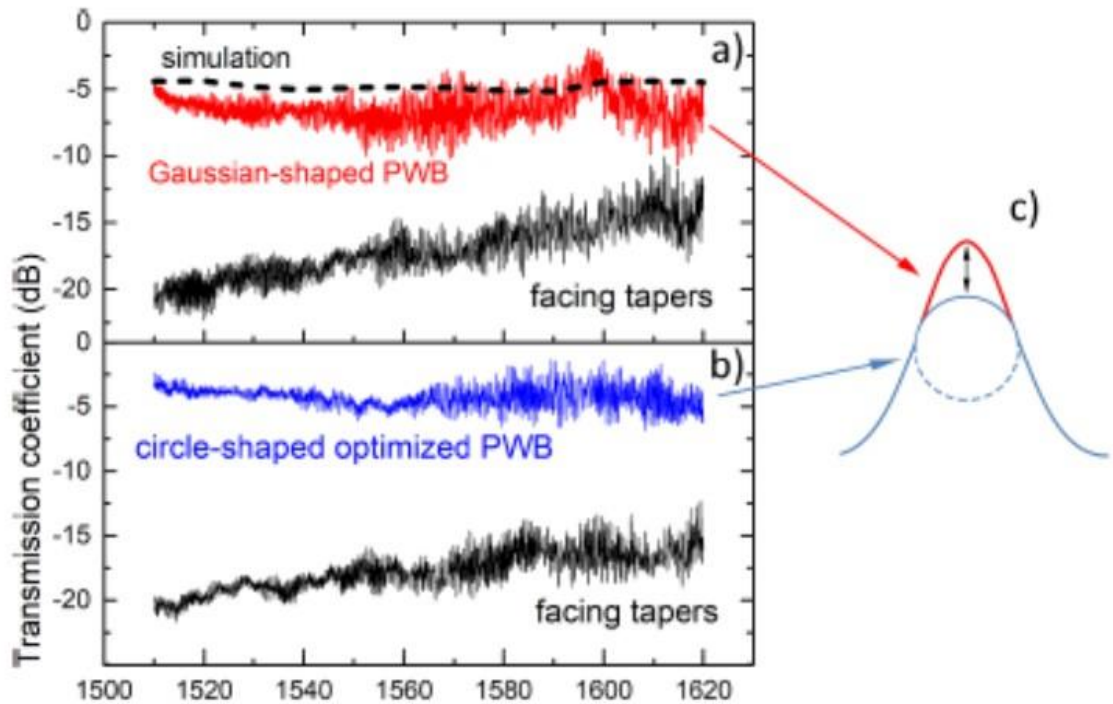 0
simulation
a)
-5
-10
Gaussian-shaped PWB
c)
-15
-20
facing tapers
0
b)
-5
circle-shaped optimized PWB
-10
-15
-20
facing tapers
Transmission coefficient (dB)
1500 1520 1540 1560 1580 1600 1620